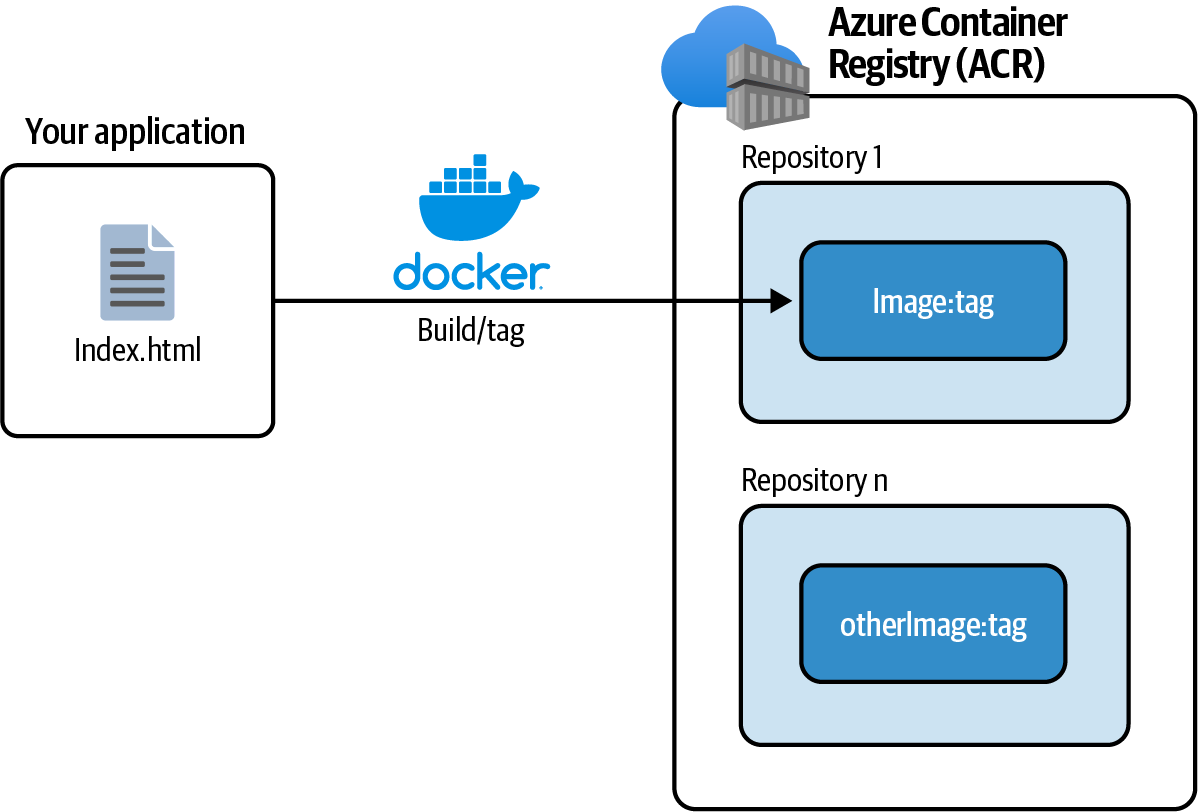 Azure Container
Registry (ACR)
Your application
Index.html
docker
Build/tag
Repository 1
Image:tag
Repository n
otherImage:tag